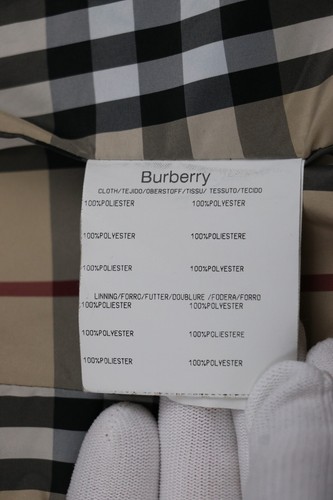 Burberry
CLOTH/TEJIDO/OBERSTOFF/TISSU/ TESSUTO/TECIDO
100%POLIESTER 100%POLYESTER
100%POLYESTER 100%POLIESTERE
100%POLYESTER 100%POLIESTER
LINNING/FORRO/FUTTER/DOUBLURE /FODERA/FORRO
100%POLIESTER 100%POLYESTER
100%POLYESTER 100%POLIESTERE
100%POLYESTER 100%POLIESTER